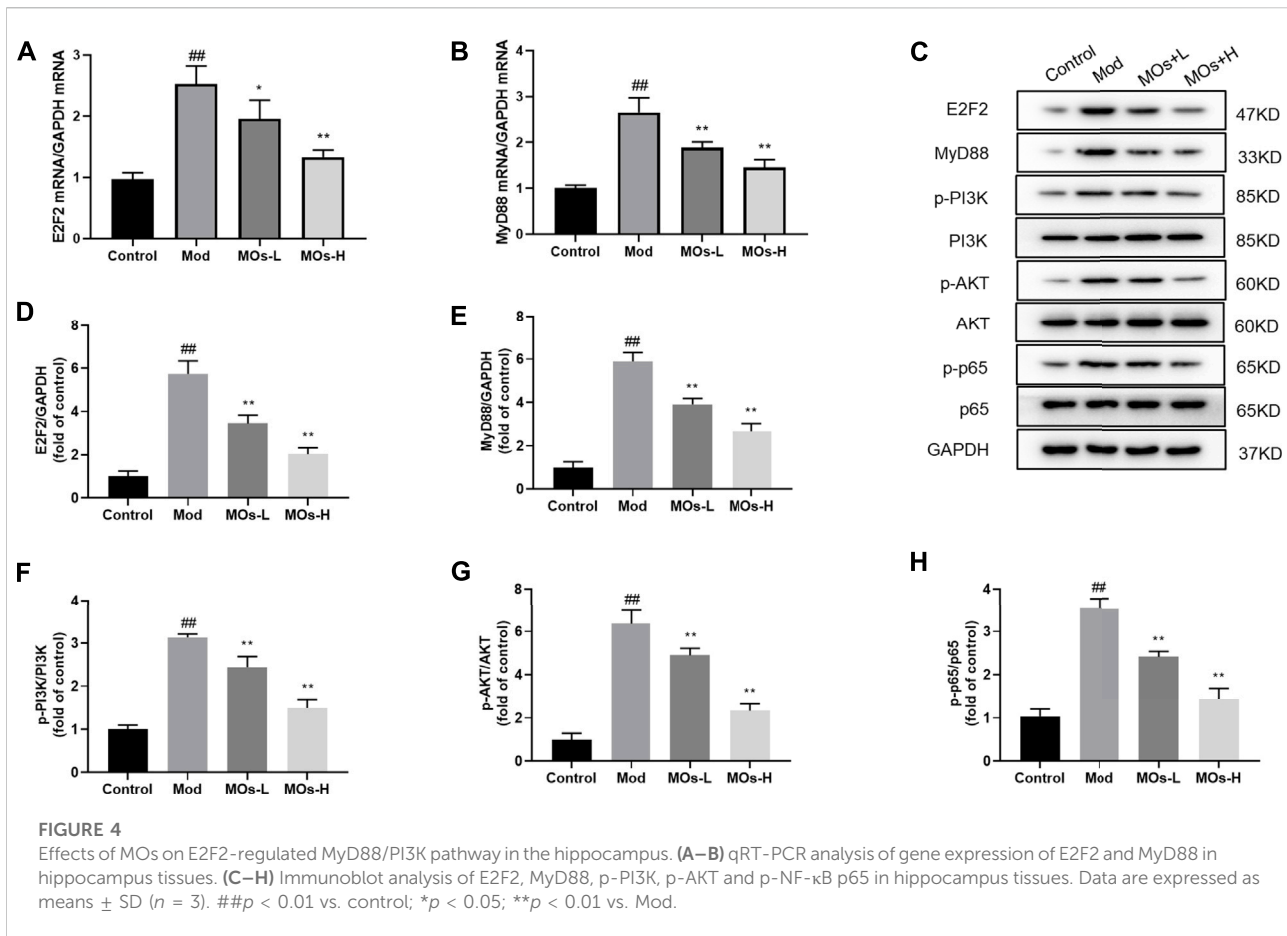 A
E2F2 mRNA/GAPDH mRNA
3
2
1
0
##
*
**
Control Mod MOs-L MOs-H
B
MyD88 mRNA/GAPDH mRNA
4
3
2
1
0
##
**
**
Control Mod MOs-L MOs-H
C
Control Mod MOs+L MOs+H
E2F2 47KD
MyD88 33KD
p-PI3K 85KD
PI3K 85KD
p-AKT 60KD
AKT 60KD
p-p65 65KD
p65 65KD
GAPDH 37KD
D
E2F2/GAPDH
(fold of control)
8
6
4
2
0
##
**
**
Control Mod MOs-L MOs-H
E
MyD88/GAPDH
(fold of control)
8
6
4
2
0
##
**
**
Control Mod MOs-L MOs-H
F
p-PI3K/PI3K
(fold of control)
4
3
2
1
0
##
**
**
Control Mod MOs-L MOs-H
G
p-AKT/AKT
(fold of control)
8
6
4
2
0
##
**
**
Control Mod MOs-L MOs-H
H
p-p65/p65
(fold of control)
4
3
2
1
0
##
**
**
Control Mod MOs-L MOs-H
FIGURE 4
Effects of MOs on E2F2-regulated MyD88/PI3K pathway in the hippocampus. (A–B) qRT-PCR analysis of gene expression of E2F2 and MyD88 in
hippocampus tissues. (C–H) Immunoblot analysis of E2F2, MyD88, p-PI3K, p-AKT and p-NF-κB p65 in hippocampus tissues. Data are expressed as
means ± SD (n = 3). ##p < 0.01 vs. control; *p < 0.05; **p < 0.01 vs. Mod.